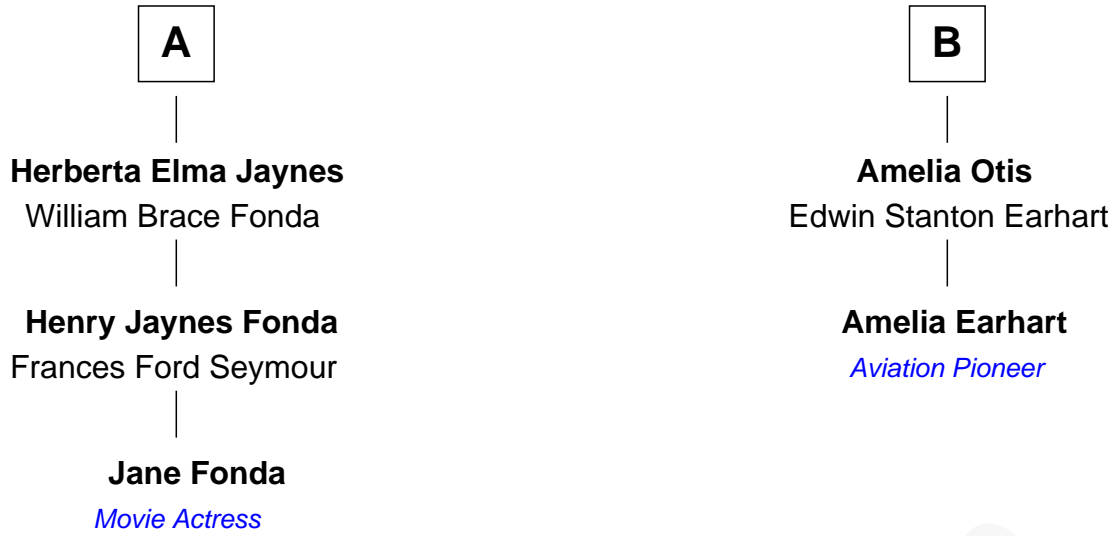 A
Herberta Elma Jaynes
William Brace Fonda
Henry Jaynes Fonda
Frances Ford Seymour
Jane Fonda
Movie Actress
B
Amelia Otis
Edwin Stanton Earhart
Amelia Earhart
Aviation Pioneer